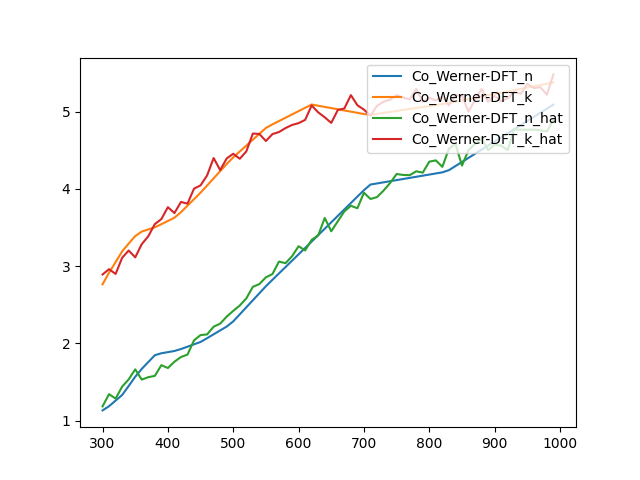 Co_Werner-DFT_n
Co_Werner-DFT_k
Co_Werner-DFT_n_hat
Co_Werner-DFT_k_hat
5
4
3
2
1
300 400 500 600 700 800 900 1000